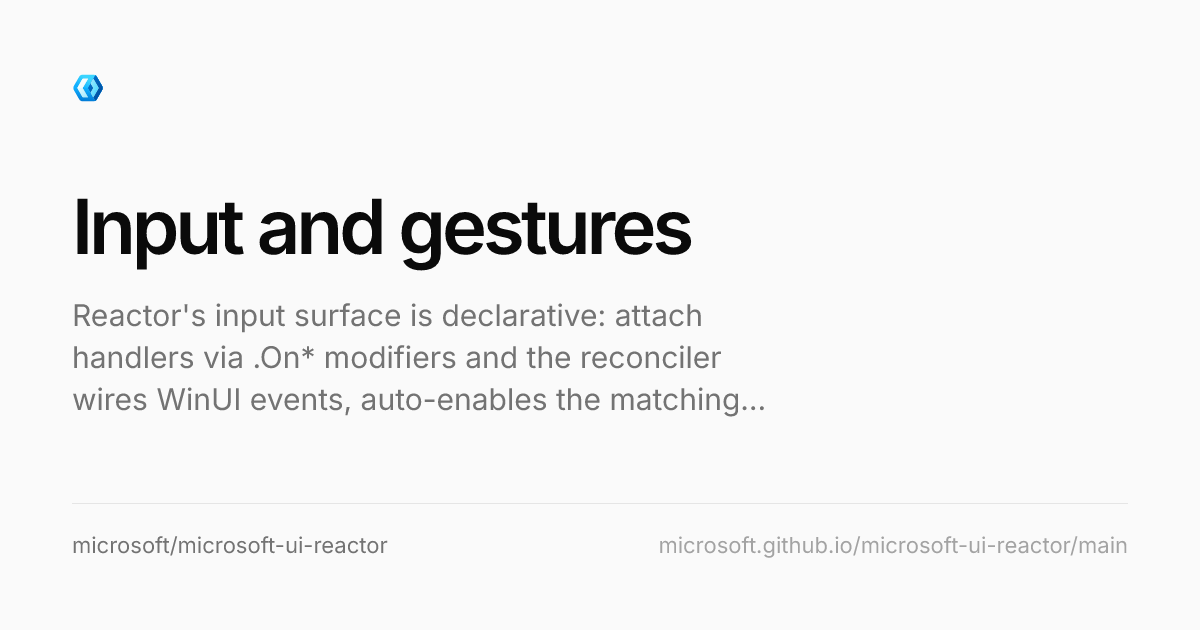 Input and gestures
Reactor's input surface is declarative: attach
handlers via .On* modifiers and the reconciler
wires WinUI events, auto-enables the matching...
microsoft/microsoft-ui-reactor
microsoft.github.io/microsoft-ui-reactor/main